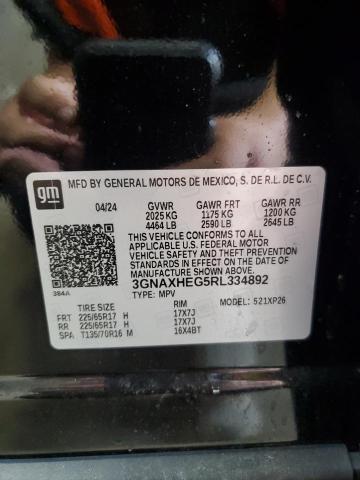 gm
MFD BY GENERAL MOTORS DE MEXICO, S. DE R.L. DE C.V.
04/24 GVWR GAWR FRT GAWR RR
2025 KG 1175 KG 1200 KG
4464 LB 2590 LB 2645 LB
THIS VEHICLE CONFORMS TO ALL
APPLICABLE U.S. FEDERAL MOTOR
VEHICLE SAFETY AND THEFT PREVENTION
STANDARDS IN EFFECT ON THE DATE OF
MANUFACTURE SHOWN ABOVE.
3GNAXHEG5RL334892
384A TYPE: MPV MODEL: 521XP26
TIRE SIZE RIM
FRT 225/65R17 H 17X7J
RR 225/65R17 H 17X7J
SPA T135/70R16 M 16X4BT